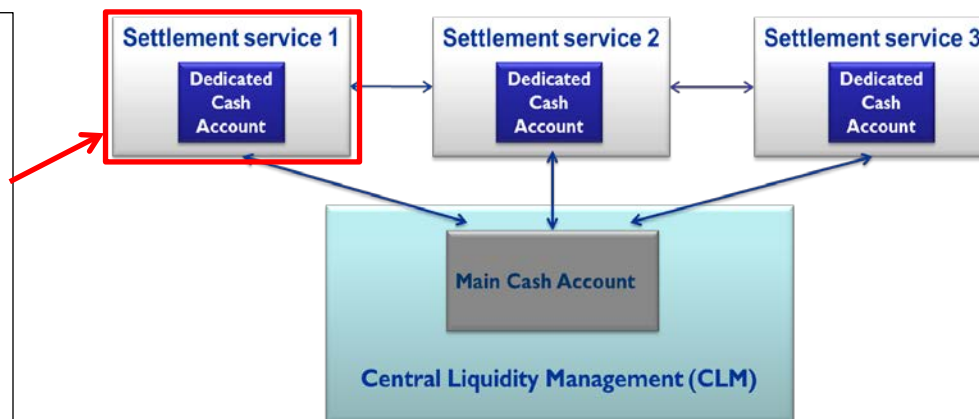 Settlement service 1
Dedicated
Cash
Account
Settlement service 2
Dedicated
Cash
Account
Settlement service 3
Dedicated
Cash
Account
Main Cash Account
Central Liquidity Management (CLM)